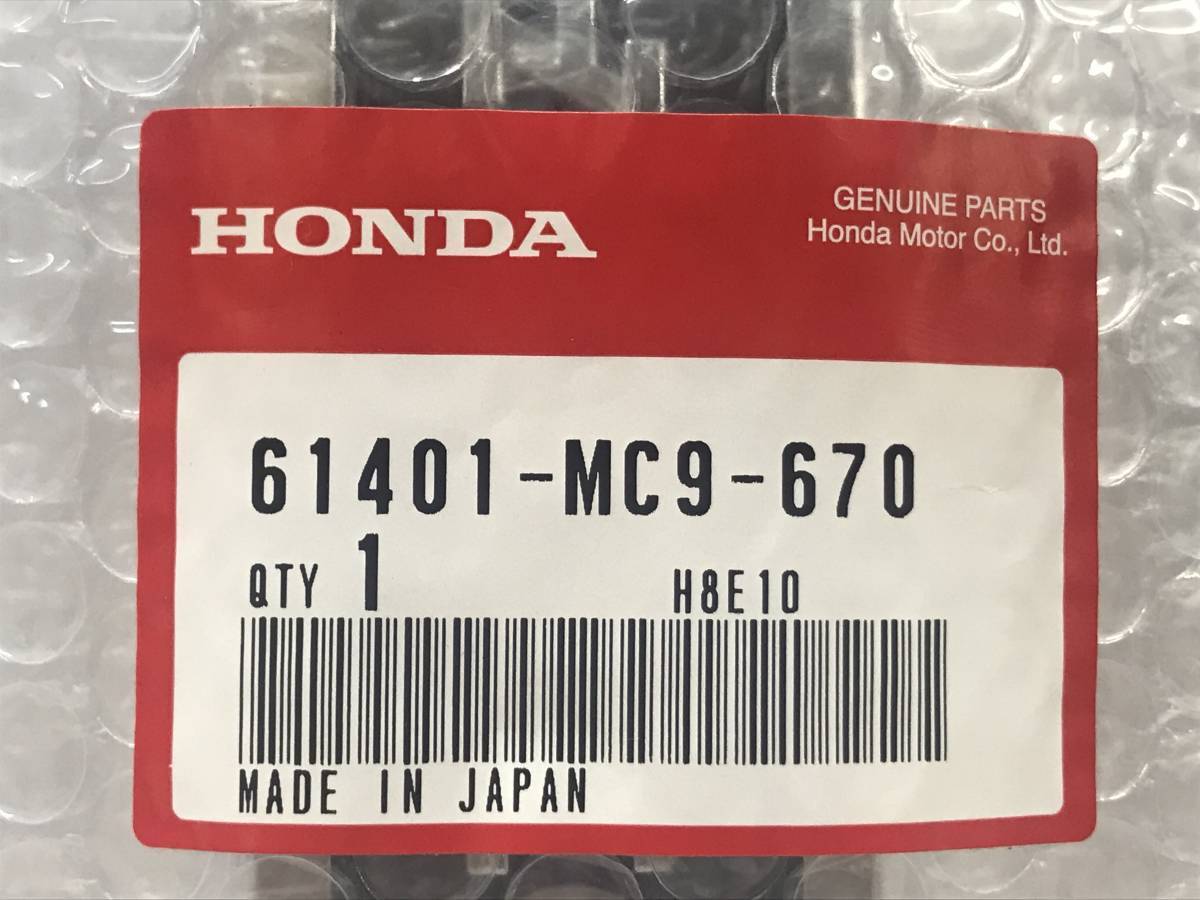 HONDA
GENUINE PARTS
Honda Motor Co., Ltd.
61401-MC9-670
QTY 1 H8E10
MADE IN JAPAN